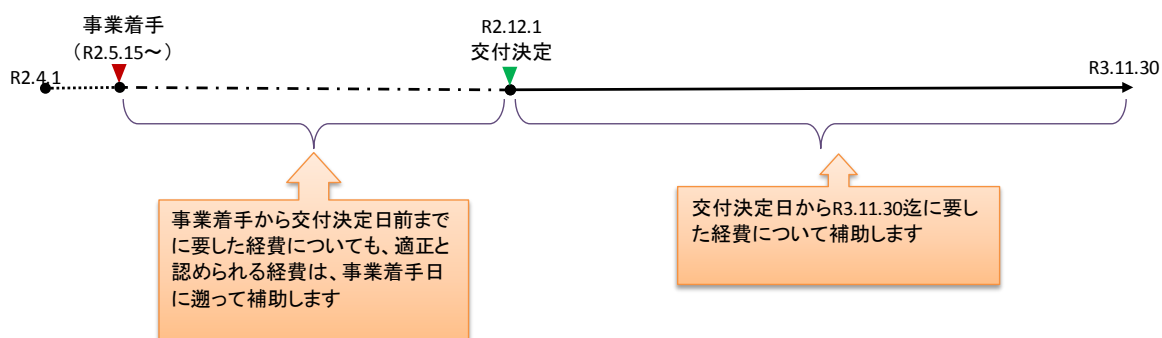 事業着手
（R2.5.15～）
R2.12.1
交付決定
R2.4.1
R3.11.30
事業着手から交付決定日前まで
に要した経費についても、適正と
認められる経費は、事業着手日
に遡って補助します
交付決定日からR3.11.30迄に要し
た経費について補助します